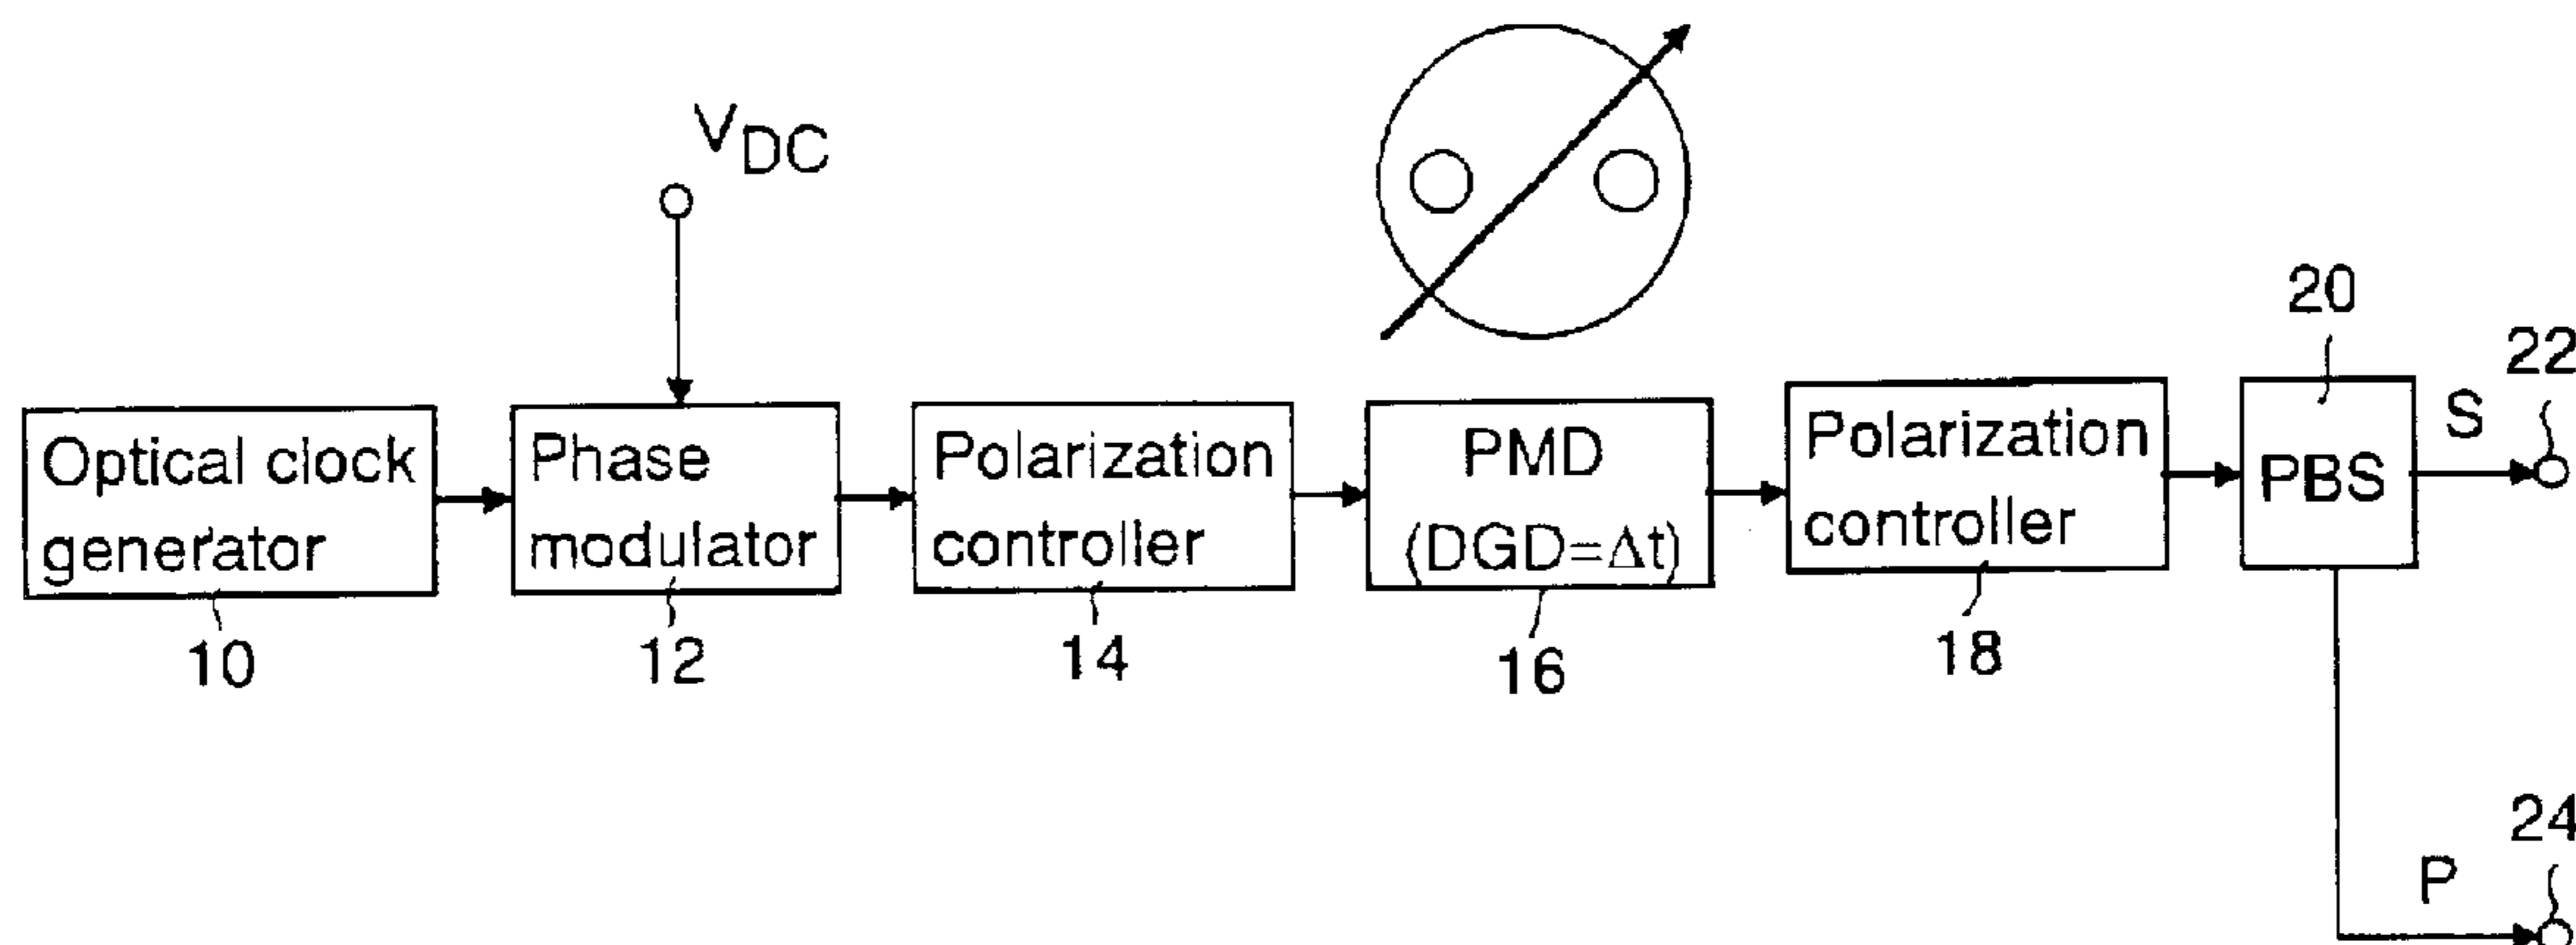 VDC
20
22
Optical clock
generator
Phase
modulator
Polarization
controller
PMD
(DGD=Δt)
Polarization
controller
PBS
S
10
12
14
16
18
24
P